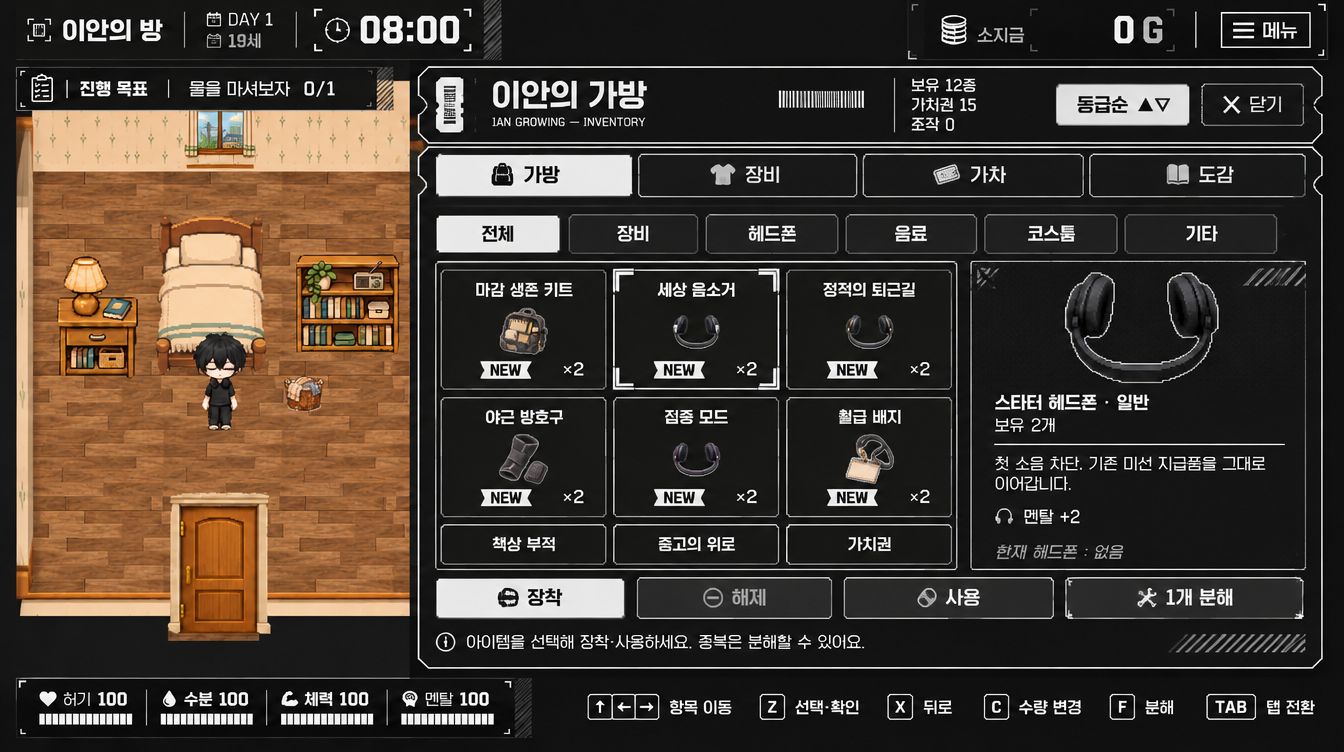 이안의 방
DAY 1
19세
08:00
소지금
0 G
메뉴
진행 목표
물을 마셔보자 0/1
이안의 가방
IAN GROWING — INVENTORY
보유 12종
가치권 15
조작 0
등급순 ▲▽
닫기
가방
장비
가차
도감
전체
장비
헤드폰
음료
코스튬
기타
마감 생존 키트
NEW ×2
세상 음소거
NEW ×2
정적의 퇴근길
NEW ×2
야근 방호구
NEW ×2
집중 모드
NEW ×2
월급 배지
NEW ×2
책상 부적
중고의 위로
가치권
스타터 헤드폰 · 일반
보유 2개
첫 소음 차단. 기존 미션 지급품을 그대로
이어갑니다.
멘탈 +2
현재 헤드폰 : 없음
장착
해제
사용
1개 분해
아이템을 선택해 장착·사용하세요. 중복은 분해할 수 있어요.
허기 100
수분 100
체력 100
멘탈 100
↑ ← → 항목 이동
Z 선택·확인
X 뒤로
C 수량 변경
F 분해
TAB 탭 전환